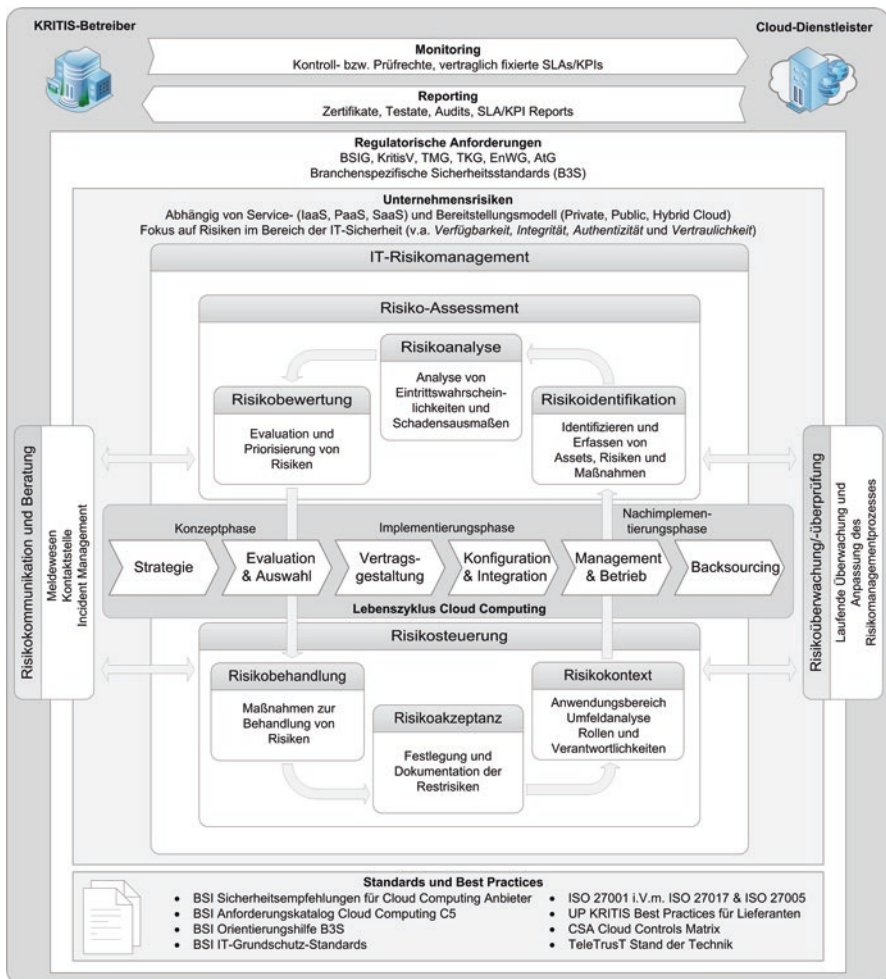 KRITIS-Betreiber
Cloud-Dienstleister
Monitoring
Kontroll- bzw. Prüfrechte, vertraglich fixierte SLAs/KPIs
Reporting
Zertifikate, Testate, Audits, SLA/KPI Reports
Regulatorische Anforderungen
BSIG, KritisV, TMG, TKG, EnWG, AtG
Branchenspezifische Sicherheitsstandards (B3S)
Unternehmensrisiken
Abhängig von Service- (IaaS, PaaS, SaaS) und Bereitstellungsmodell (Private, Public, Hybrid Cloud)
Fokus auf Risiken im Bereich der IT-Sicherheit (v.a. Verfügbarkeit, Integrität, Authentizität und Vertraulichkeit)
IT-Risikomanagement
Risiko-Assessment
Risikoanalyse
Analyse von
Eintrittswahrschein-
lichkeiten und
Schadensausmaßen
Risikobewertung
Evaluation und
Priorisierung von
Risiken
Risikoidentifikation
Identifizieren und
Erfassen von
Assets, Risiken und
Maßnahmen
Risikokommunikation und Beratung
Meldewesen
Kontaktstelle
Incident Management
Risikoüberwachung/-überprüfung
Laufende Überwachung und
Anpassung des
Risikomanagementprozesses
Konzeptphase
Implementierungsphase
Nachimplemen-
tierungsphase
Strategie
Evaluation
& Auswahl
Vertrags-
gestaltung
Konfiguration
& Integration
Management
& Betrieb
Backsourcing
Lebenszyklus Cloud Computing
Risikosteuerung
Risikobehandlung
Maßnahmen zur
Behandlung von
Risiken
Risikoakzeptanz
Festlegung und
Dokumentation der
Restrisiken
Risikokontext
Anwendungsbereich
Umfeldanalyse
Rollen und
Verantwortlichkeiten
Standards und Best Practices
• BSI Sicherheitsempfehlungen für Cloud Computing Anbieter
• BSI Anforderungskatalog Cloud Computing C5
• BSI Orientierungshilfe B3S
• BSI IT-Grundschutz-Standards
• ISO 27001 i.V.m. ISO 27017 & ISO 27005
• UP KRITIS Best Practices für Lieferanten
• CSA Cloud Controls Matrix
• TeleTrusT Stand der Technik